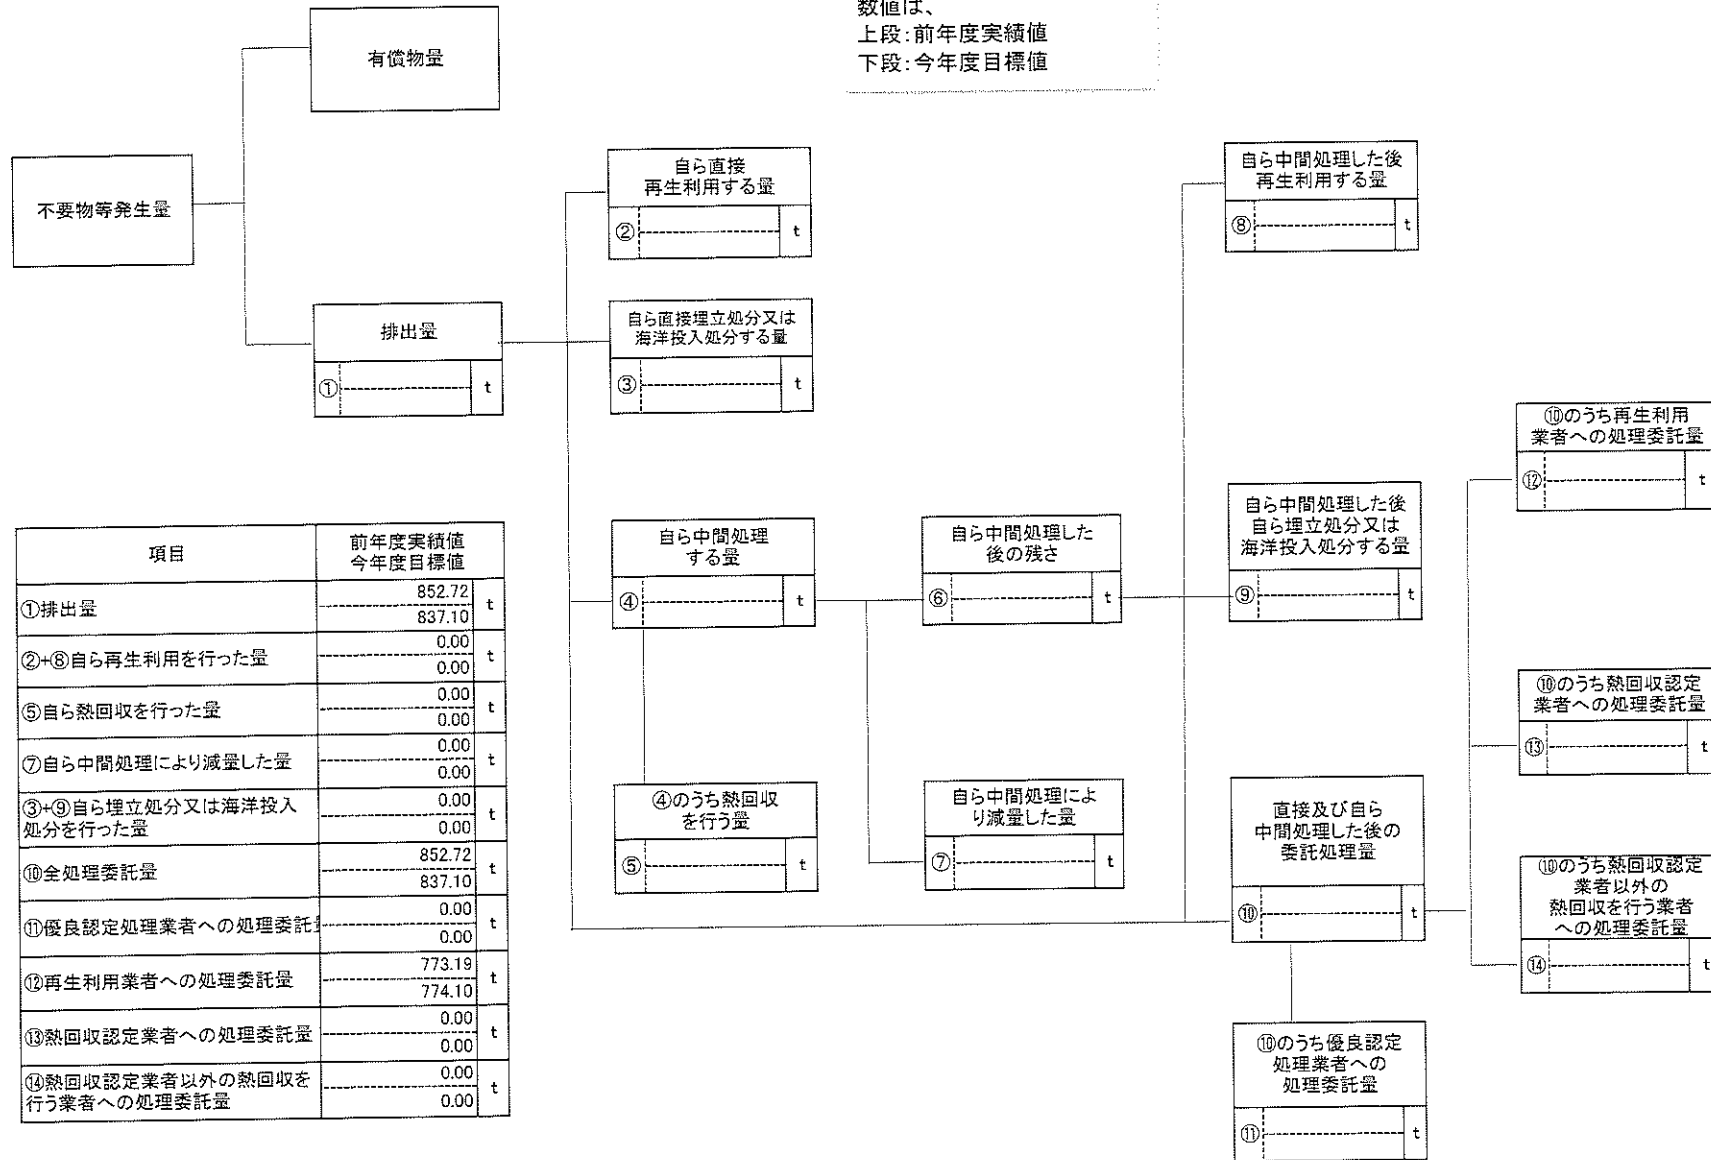 数値は、
上段:前年度実績値
下段:今年度目標値
有償物量
不要物等発生量
排出量
① t
自ら直接
再生利用する量
② t
自ら直接埋立処分又は
海洋投入処分する量
③ t
自ら中間処理
する量
④ t
④のうち熱回収
を行う量
⑤ t
自ら中間処理した
後の残さ
⑥ t
自ら中間処理によ
り減量した量
⑦ t
自ら中間処理した後
再生利用する量
⑧ t
自ら中間処理した後
自ら埋立処分又は
海洋投入処分する量
⑨ t
直接及び自ら
中間処理した後の
委託処理量
⑩ t
⑩のうち優良認定
処理業者への
処理委託量
⑪ t
⑩のうち再生利用
業者への処理委託量
⑫ t
⑩のうち熱回収認定
業者への処理委託量
⑬ t
⑩のうち熱回収認定
業者以外の
熱回収を行う業者
への処理委託量
⑭ t
項目 前年度実績値
今年度目標値
①排出量 852.72 t
837.10
②+⑧自ら再生利用を行った量 0.00 t
0.00
⑤自ら熱回収を行った量 0.00 t
0.00
⑦自ら中間処理により減量した量 0.00 t
0.00
③+⑨自ら埋立処分又は海洋投入 0.00 t
処分を行った量 0.00
⑩全処理委託量 852.72 t
837.10
⑪優良認定処理業者への処理委託 0.00 t
0.00
⑫再生利用業者への処理委託量 773.19 t
774.10
⑬熱回収認定業者への処理委託量 0.00 t
0.00
⑭熱回収認定業者以外の熱回収を 0.00 t
行う業者への処理委託量 0.00